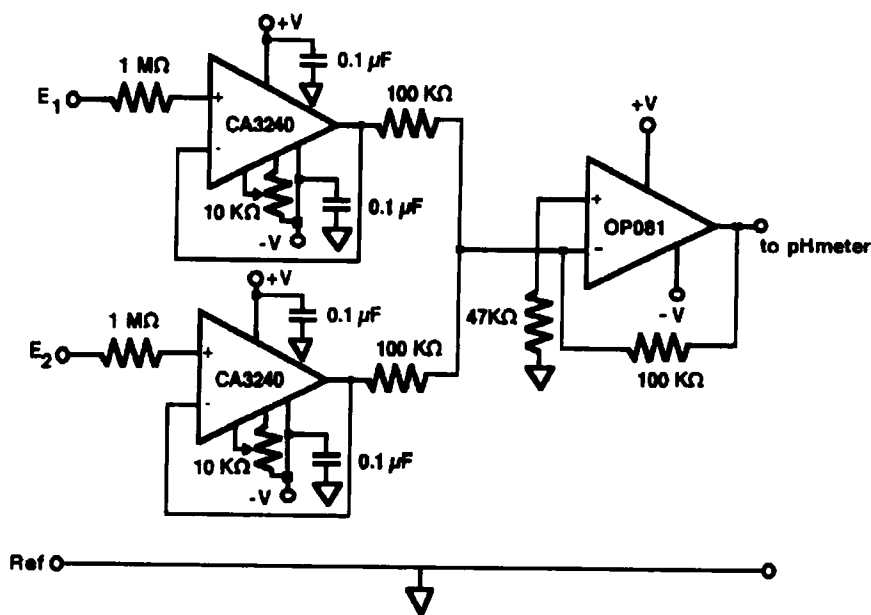 +V
0.1 µF
1 MΩ
E1
+
CA3240
-
100 KΩ
10 KΩ
0.1 µF
-V
+V
+
OP081
-
to pHmeter
-V
47KΩ
100 KΩ
+V
0.1 µF
1 MΩ
E2
+
CA3240
-
100 KΩ
10 KΩ
0.1 µF
-V
Ref